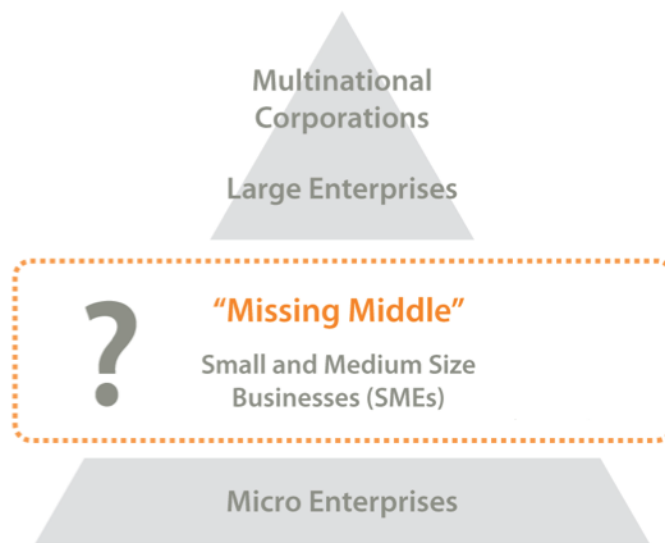 Multinational
Corporations
Large Enterprises
?
“Missing Middle”
Small and Medium Size
Businesses (SMEs)
Micro Enterprises